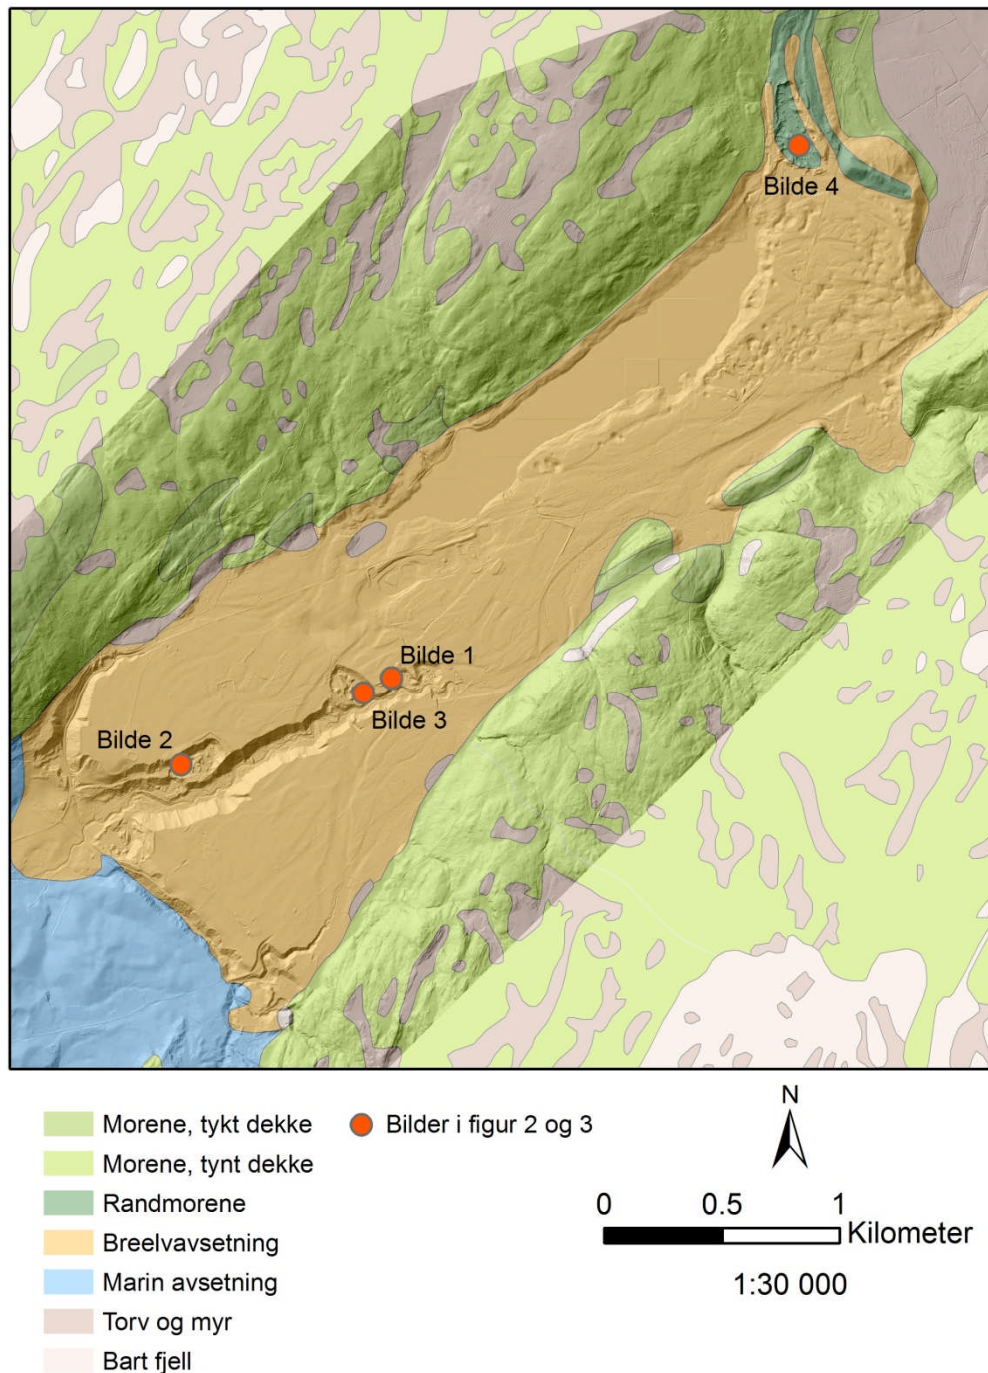 Bilde 4
Bilde 1
Bilde 3
Bilde 2
Morene, tykt dekke
Morene, tynt dekke
Randmorene
Breelvavsetning
Marin avsetning
Torv og myr
Bart fjell
Bilder i figur 2 og 3
N
0 0.5 1
Kilometer
1:30 000